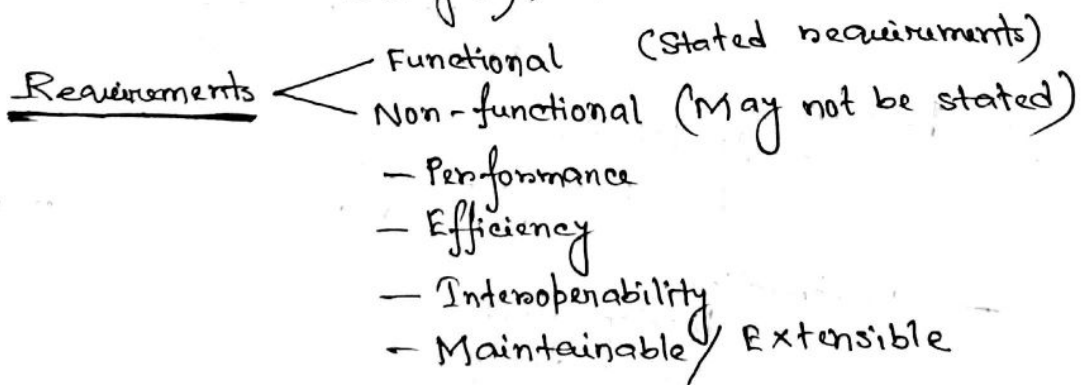 Functional (Stated requirements)
Requirements
Non-functional (May not be stated)
- Performance
- Efficiency
- Interoperability
- Maintainable / Extensible